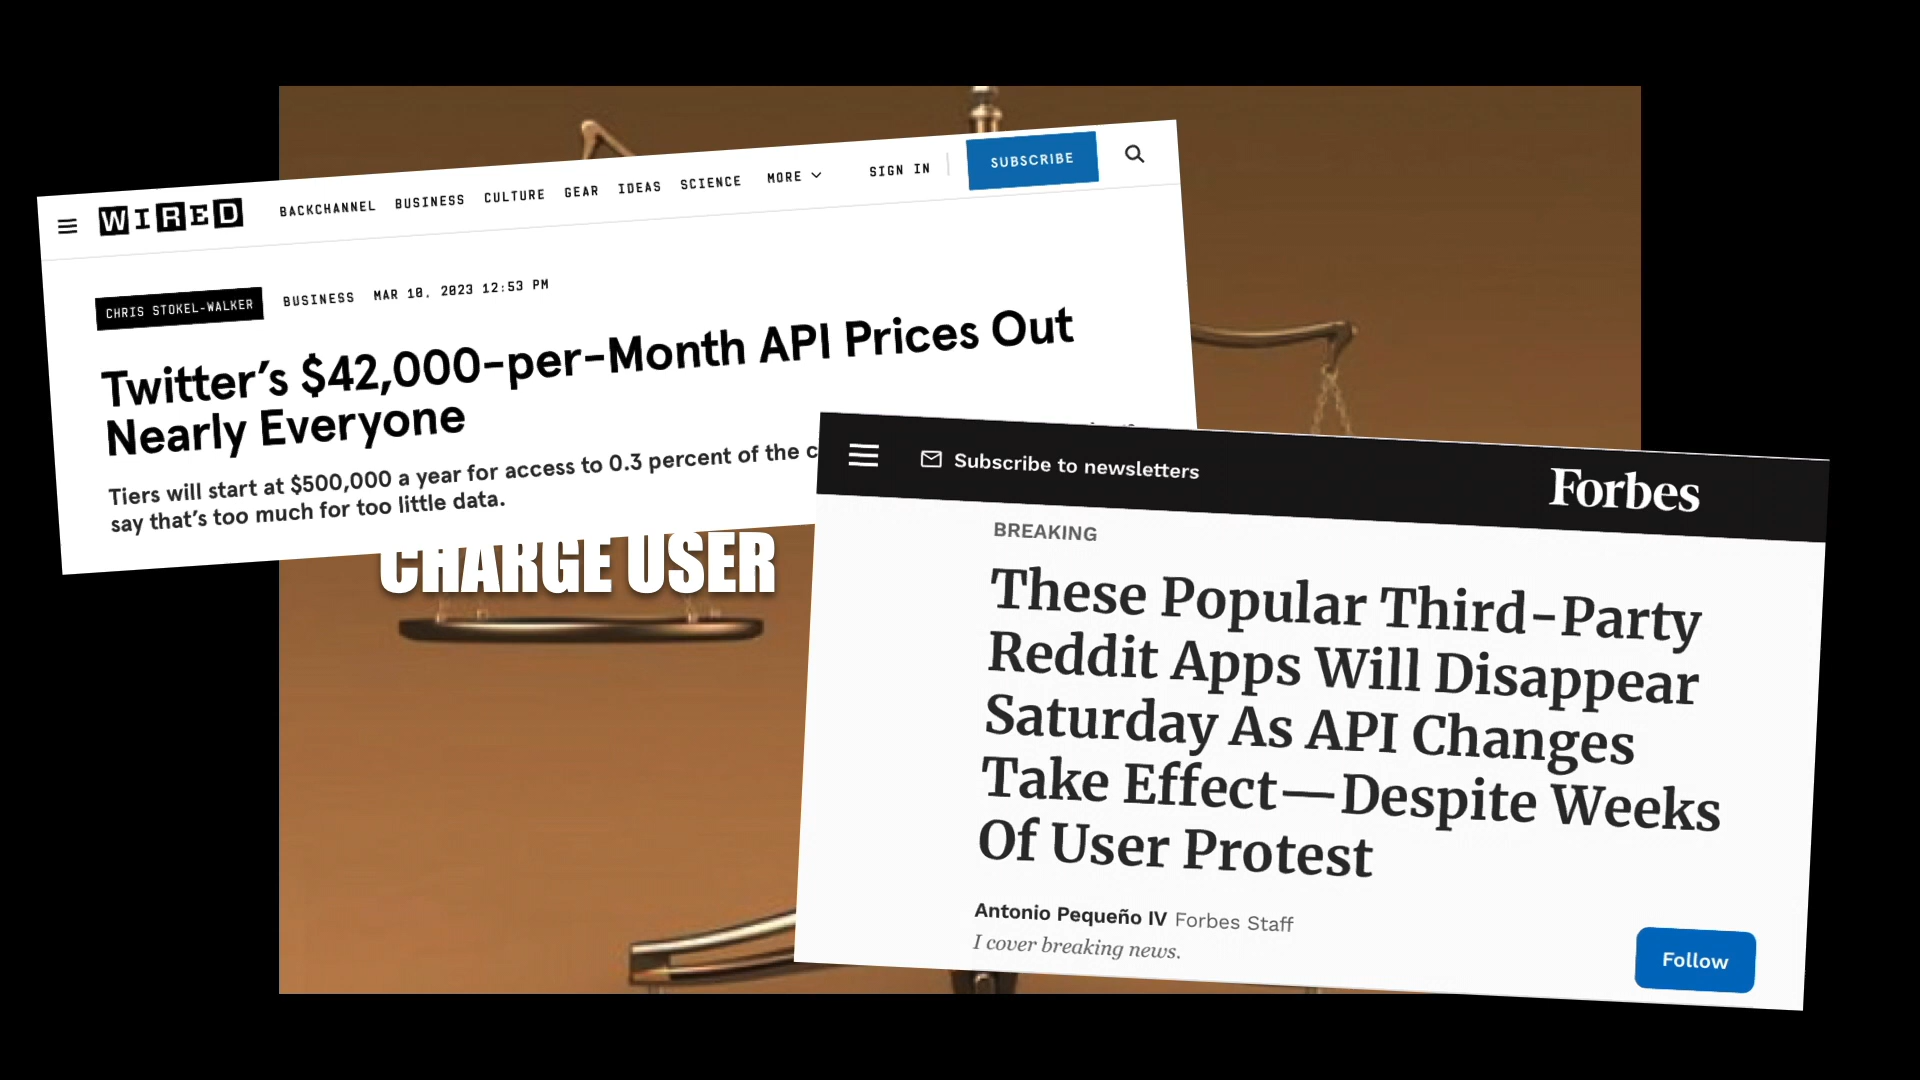 WIRED
BACKCHANNEL BUSINESS CULTURE GEAR IDEAS SCIENCE MORE SIGN IN SUBSCRIBE
CHRIS STOKEL-WALKER BUSINESS MAR 10, 2023 12:53 PM
Twitter’s $42,000-per-Month API Prices Out
Nearly Everyone
Tiers will start at $500,000 a year for access to 0.3 percent of the
say that’s too much for too little data.
CHARGE USER
Subscribe to newsletters
Forbes
BREAKING
These Popular Third-Party
Reddit Apps Will Disappear
Saturday As API Changes
Take Effect—Despite Weeks
Of User Protest
Antonio Pequeño IV Forbes Staff
I cover breaking news.
Follow